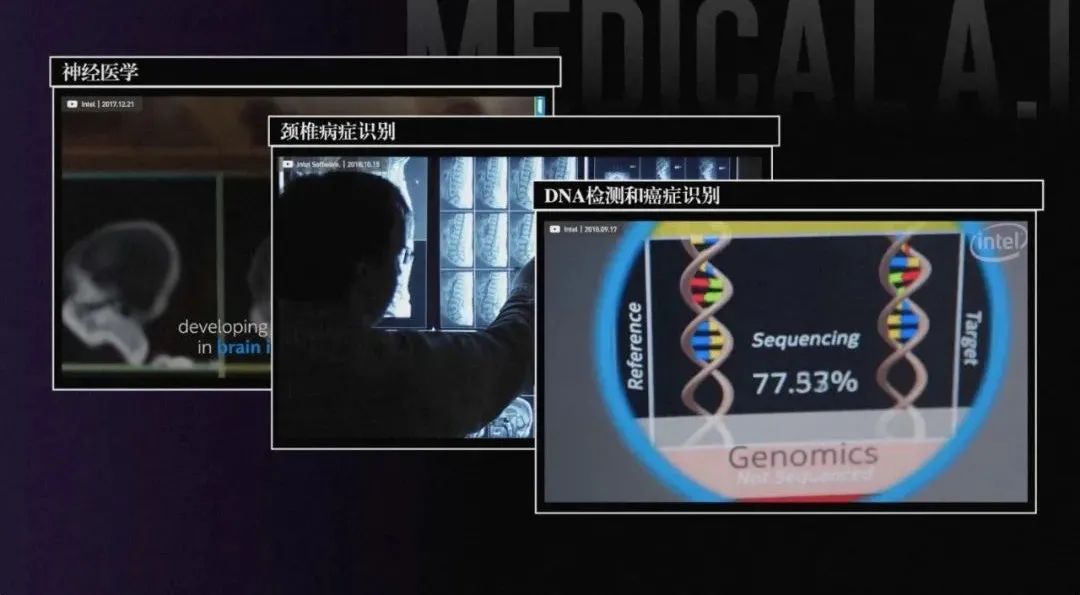 MEDICAL A.I
神经医学
Intel | 2017.12.21
developing
in brain i
颈椎病症识别
Intel Software. | 2018.10.15
DNA检测和癌症识别
Intel | 2018.09.17
intel
Reference
Sequencing
77.53%
Target
Genomics
Not Sequenced